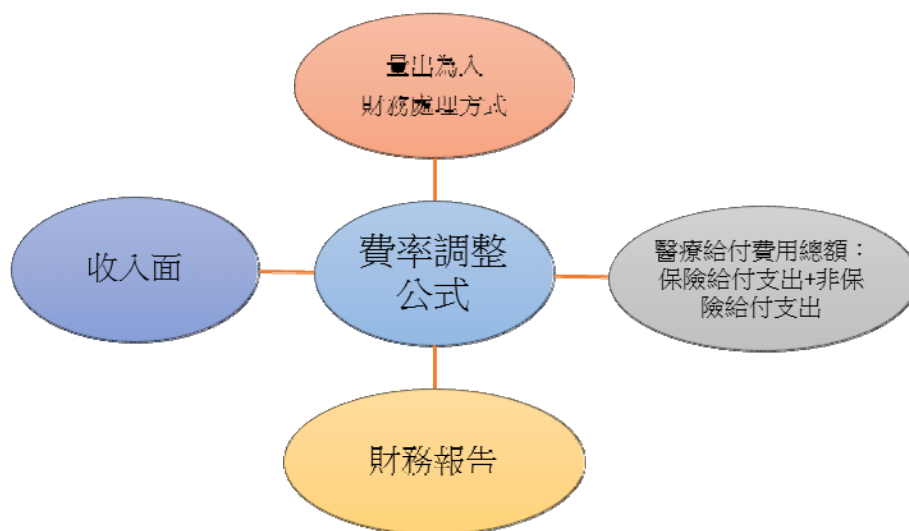 量出為入
財務處理方式
收入面
費率調整
公式
醫療給付費用總額：
保險給付支出+非保
險給付支出
財務報告